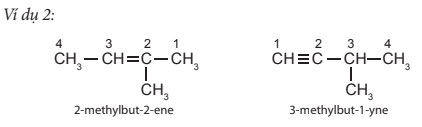 Ví dụ 2:
4 3 2 1
CH₃ — CH = C — CH₃
CH₃
2-methylbut-2-ene
1 2 3 4
CH ≡ C — CH — CH₃
CH₃
3-methylbut-1-yne